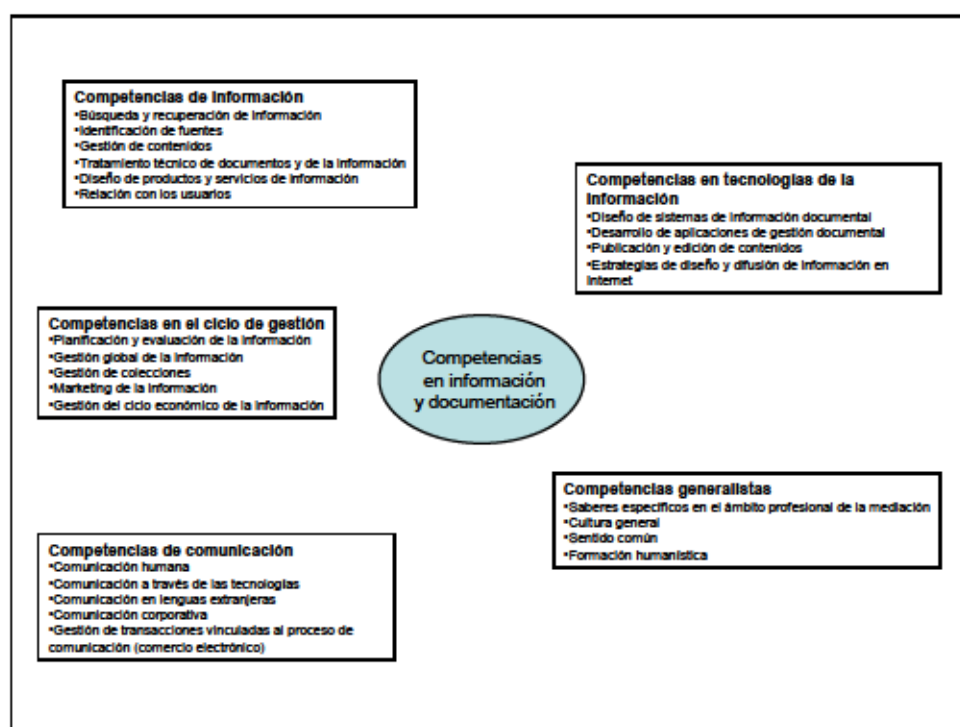 Competencias de información
•Búsqueda y recuperación de información
•Identificación de fuentes
•Gestión de contenidos
•Tratamiento técnico de documentos y de la información
•Diseño de productos y servicios de información
•Relación con los usuarios
Competencias en tecnologías de la
información
•Diseño de sistemas de información documental
•Desarrollo de aplicaciones de gestión documental
•Publicación y edición de contenidos
•Estrategias de diseño y difusión de información en
Internet
Competencias en el ciclo de gestión
•Planificación y evaluación de la información
•Gestión global de la información
•Gestión de colecciones
•Marketing de la información
•Gestión del ciclo económico de la información
Competencias
en información
y documentación
Competencias generalistas
•Saberes específicos en el ámbito profesional de la mediación
•Cultura general
•Sentido común
•Formación humanística
Competencias de comunicación
•Comunicación humana
•Comunicación a través de las tecnologías
•Comunicación en lenguas extranjeras
•Comunicación corporativa
•Gestión de transacciones vinculadas al proceso de
comunicación (comercio electrónico)